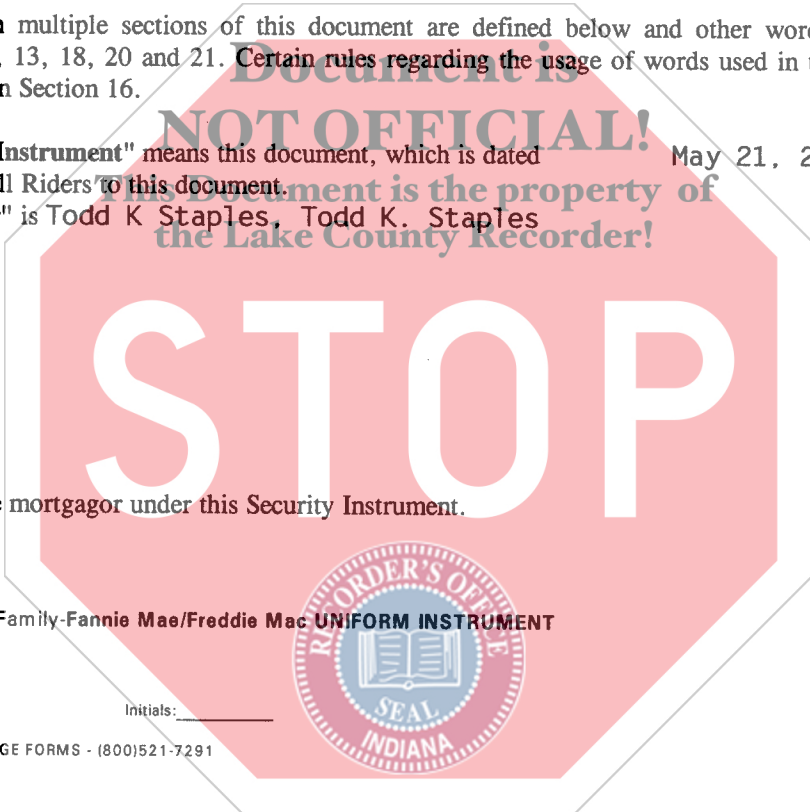 multiple sections of this document are defined below and other wor
, 13, 18, 20 and 21. Certain rules regarding the usage of words used in
n Section 16.
Document is
NOT OFFICIAL!
This Document is the property of
the Lake County Recorder!
Instrument" means this document, which is dated May 21, 2
ll Riders to this document.
" is Todd K Staples, Todd K. Staples
STOP
mortgagor under this Security Instrument.
Family-Fannie Mae/Freddie Mac UNIFORM INSTRUMENT
RECORDER'S OFFICE
SEAL
INDIANA
Initials:
GE FORMS - (800)521-7291